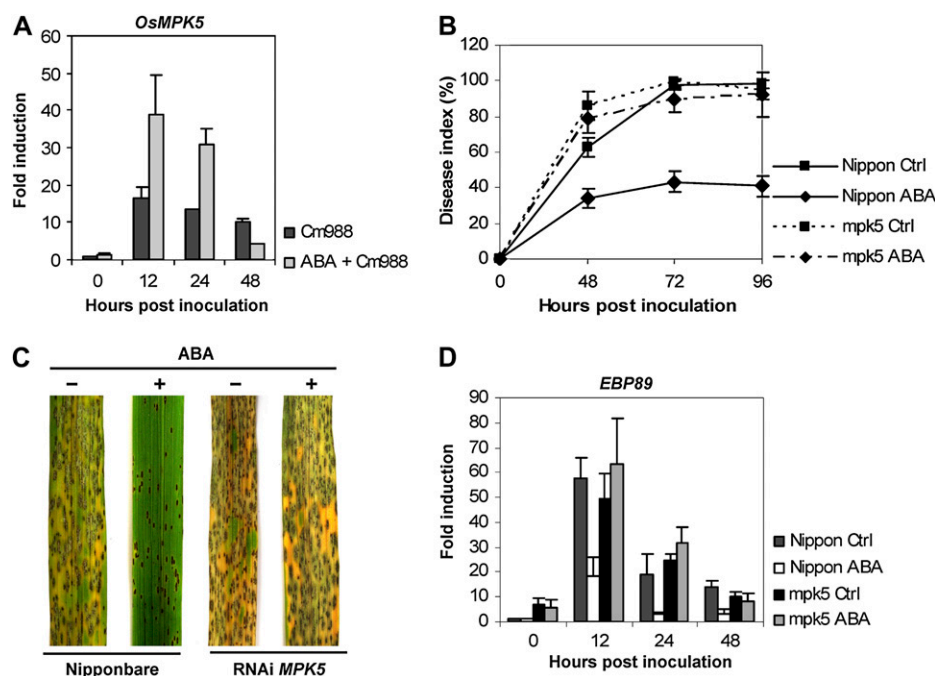 A
OsMPK5
Fold induction
60
50
40
30
20
10
0
0 12 24 48
Hours post inoculation
Cm988
ABA + Cm988
B
Disease index (%)
120
100
80
60
40
20
0
0 48 72 96
Hours post inoculation
Nippon Ctrl
Nippon ABA
mpk5 Ctrl
mpk5 ABA
C
ABA
– + – +
Nipponbare RNAi MPK5
D
EBP89
Fold induction
90
80
70
60
50
40
30
20
10
0
0 12 24 48
Hours post inoculation
Nippon Ctrl
Nippon ABA
mpk5 Ctrl
mpk5 ABA